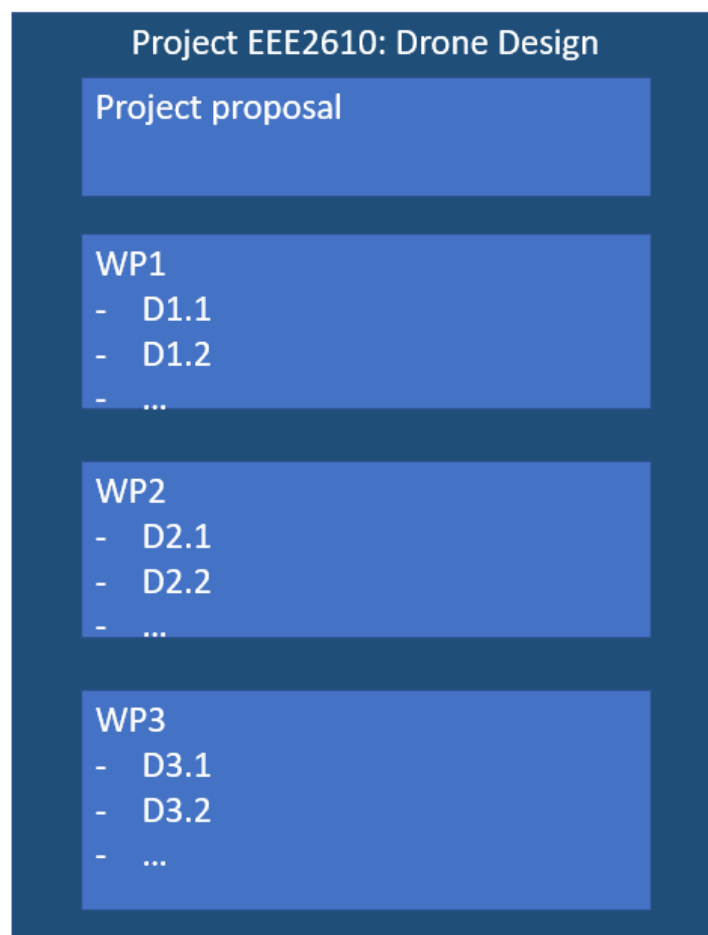 Project EEE2610: Drone Design
Project proposal
WP1
- D1.1
- D1.2
- ...
WP2
- D2.1
- D2.2
- ...
WP3
- D3.1
- D3.2
- ...